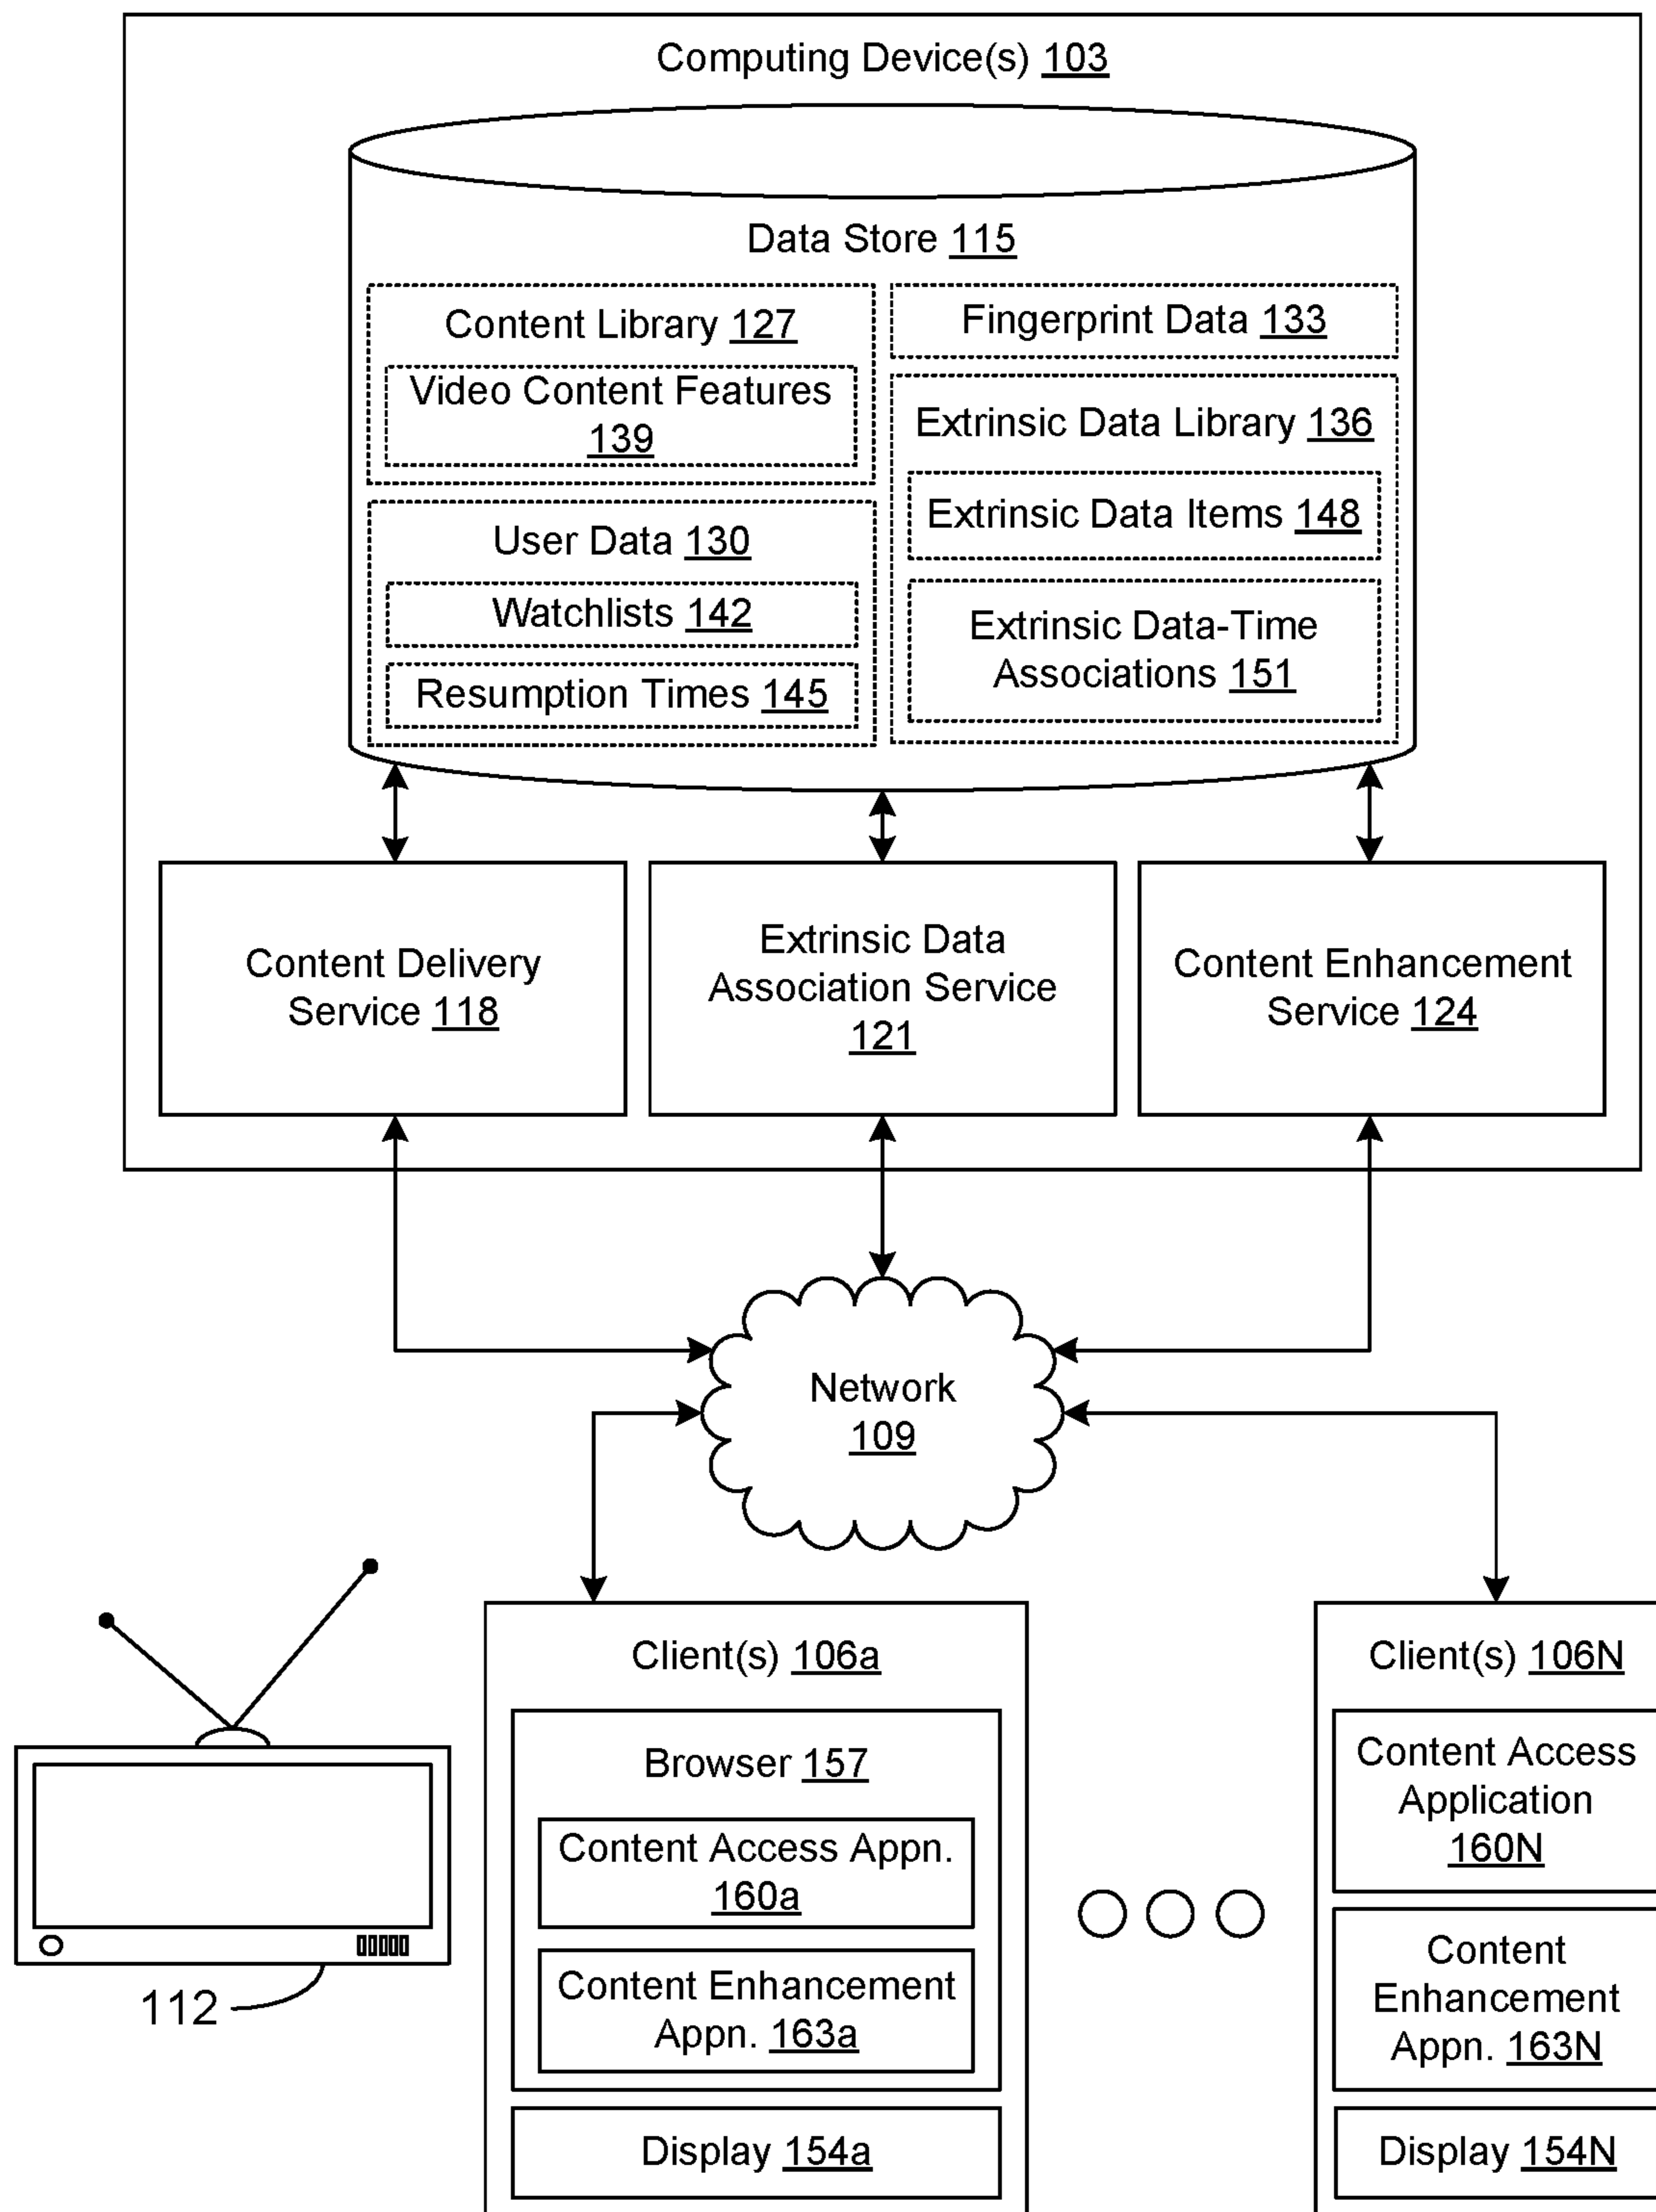 Computing Device(s) 103
Data Store 115
Content Library 127
Video Content Features
139
User Data 130
Watchlists 142
Resumption Times 145
Fingerprint Data 133
Extrinsic Data Library 136
Extrinsic Data Items 148
Extrinsic Data-Time
Associations 151
Content Delivery
Service 118
Extrinsic Data
Association Service
121
Content Enhancement
Service 124
Network
109
112
Client(s) 106a
Browser 157
Content Access Appn.
160a
Content Enhancement
Appn. 163a
Display 154a
Client(s) 106N
Content Access
Application
160N
Content
Enhancement
Appn. 163N
Display 154N